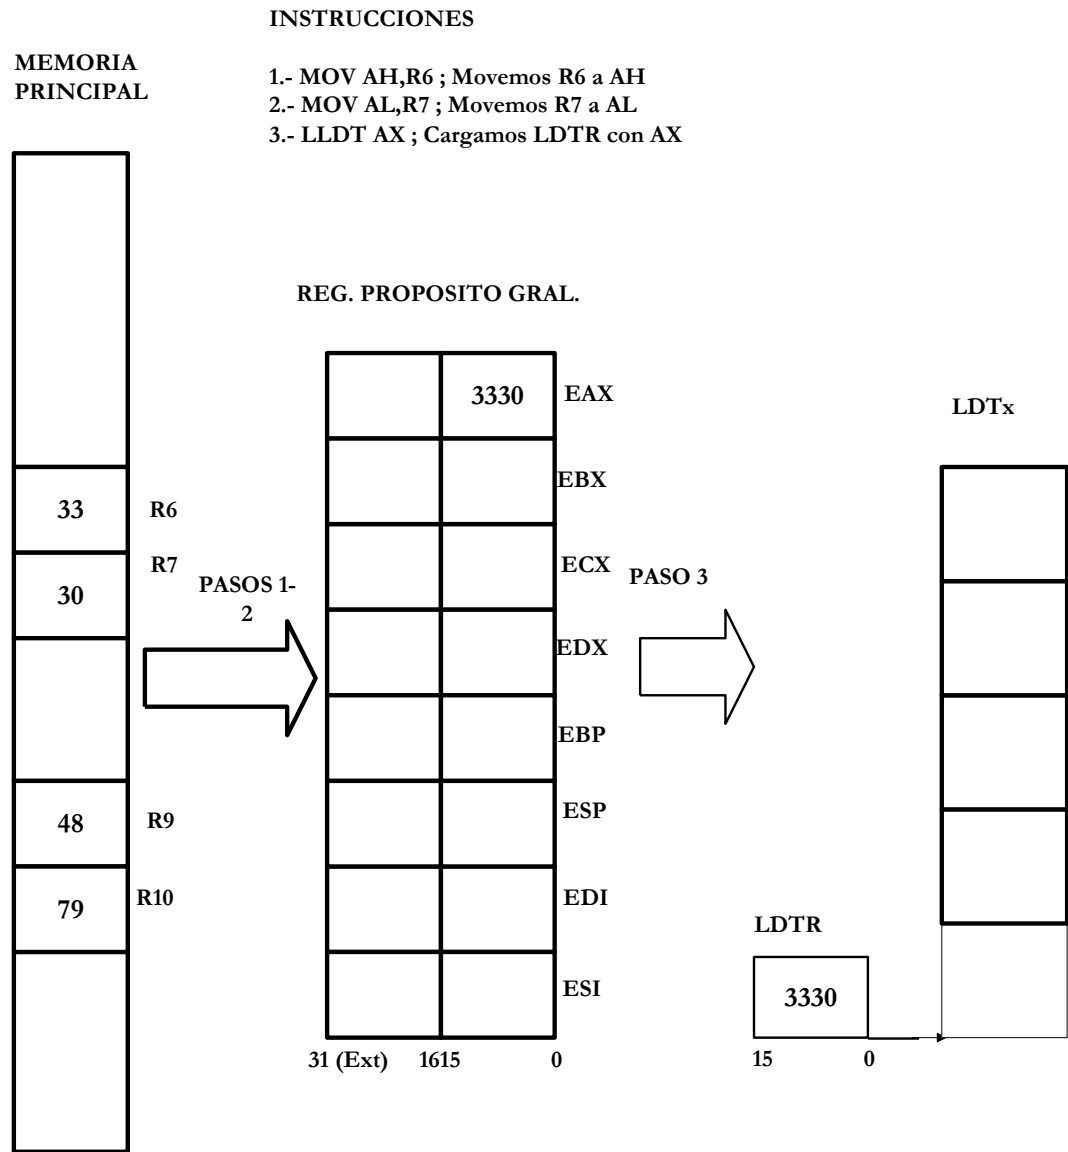 INSTRUCCIONES
MEMORIA
PRINCIPAL
1.- MOV AH,R6 ; Movemos R6 a AH
2.- MOV AL,R7 ; Movemos R7 a AL
3.- LLDT AX ; Cargamos LDTR con AX
REG. PROPOSITO GRAL.
3330 EAX
LDTx
EBX
33 R6
R7
ECX
PASO 3
30
PASOS 1-
2
EDX
EBP
48 R9
ESP
79 R10
EDI
LDTR
ESI
3330
31 (Ext) 1615 0
15 0